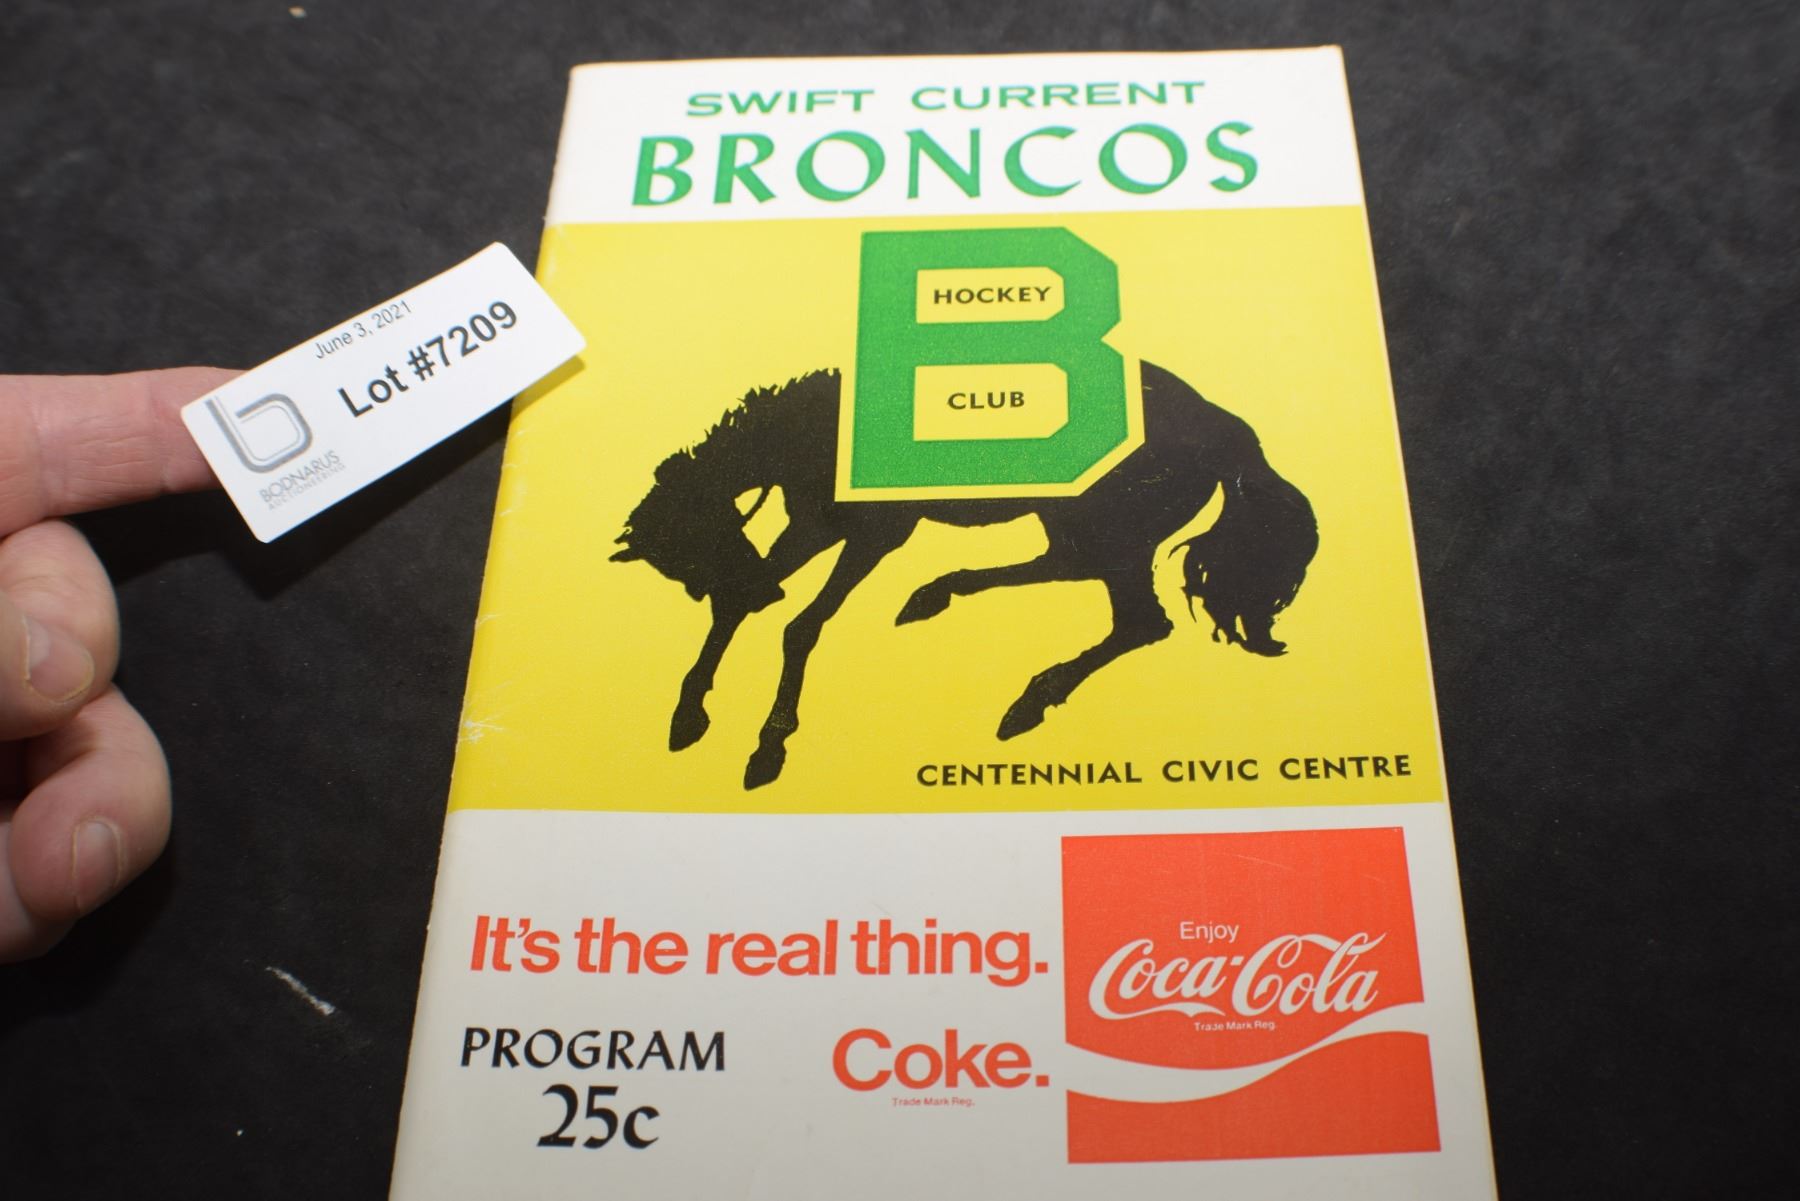 SWIFT CURRENT
BRONCOS
HOCKEY
CLUB
June 3, 2021
Lot #7209
BODNARUS
AUCTIONEERING
CENTENNIAL CIVIC CENTRE
It's the real thing.
Enjoy
Coca-Cola
Trade Mark Reg.
PROGRAM
25c
Coke.
Trade Mark Reg.